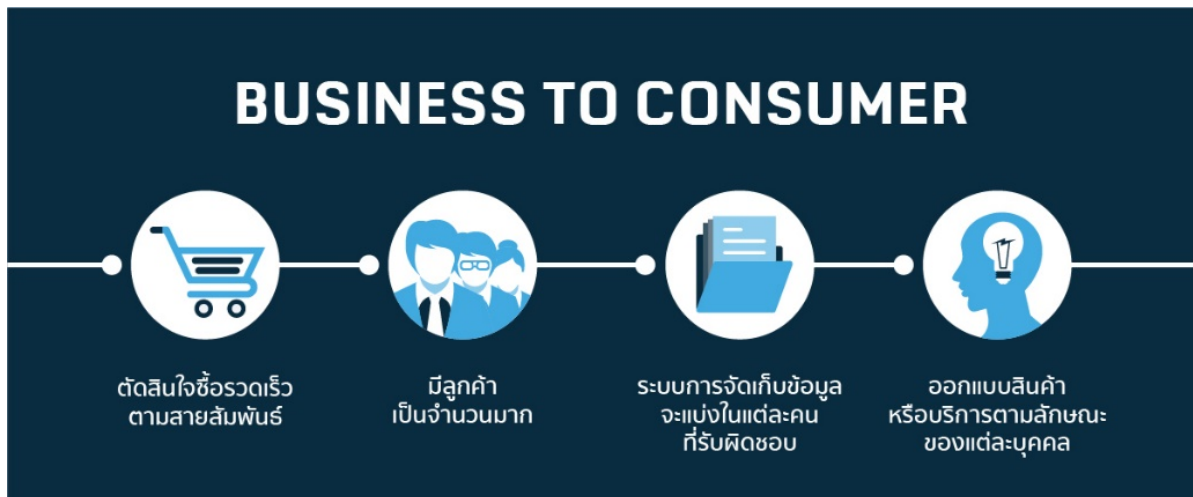 BUSINESS TO CONSUMER
ตัดสินใจซื้อรวดเร็ว
ตามสายสัมพันธ์
มีลูกค้า
เป็นจำนวนมาก
ระบบการจัดเก็บข้อมูล
จะแบ่งในแต่ละคน
ที่รับผิดชอบ
ออกแบบสินค้า
หรือบริการตามลักษณะ
ของแต่ละบุคคล